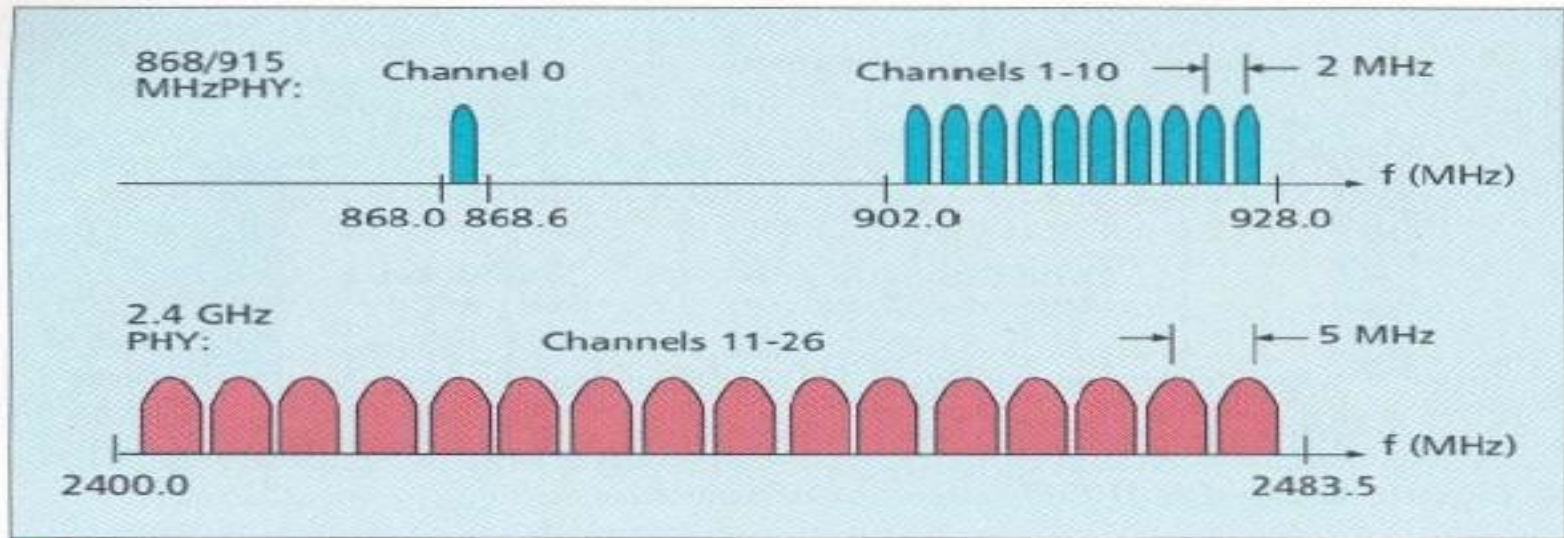 868/915
MHzPHY:
Channel 0
Channels 1-10
2 MHz
f (MHz)
868.0 868.6
902.0
928.0
2.4 GHz
PHY:
Channels 11-26
5 MHz
f (MHz)
2400.0
2483.5